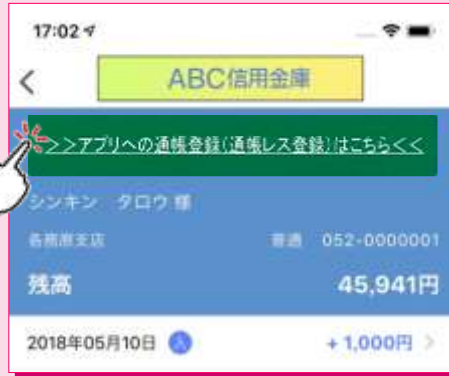 17:02
ABC信用金庫
>>アプリへの通帳登録(通帳レス登録)はこちら<<
シンキン タロウ 様
各務原支店 普通 052-0000001
残高 45,941円
2018年05月10日 入 +1,000円